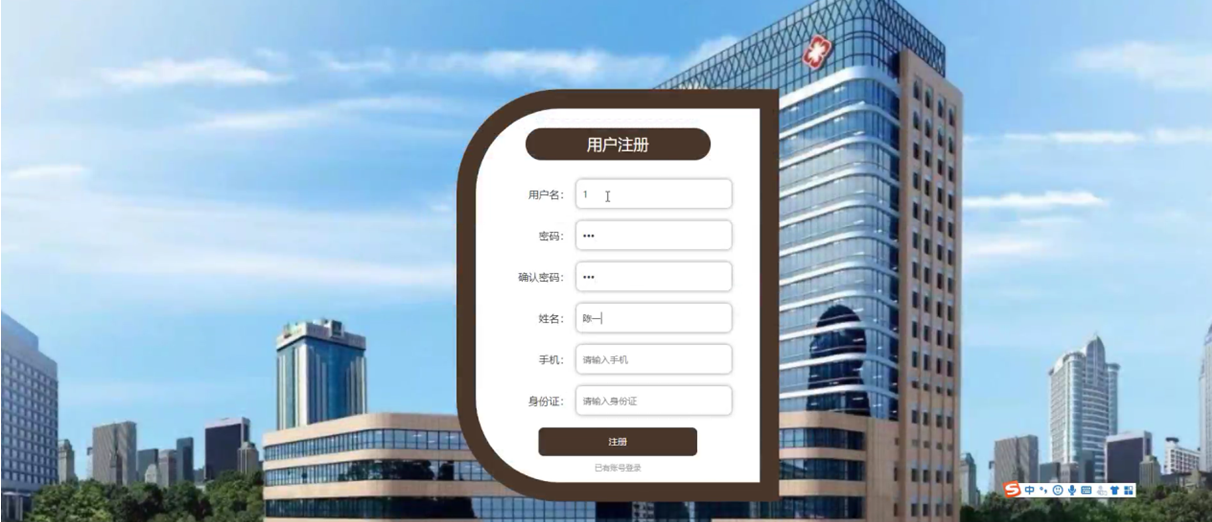 用户注册
用户名: 1
密码: •••
确认密码: •••
姓名: 陈一
手机: 请输入手机
身份证: 请输入身份证
注册
已有账号登录
中